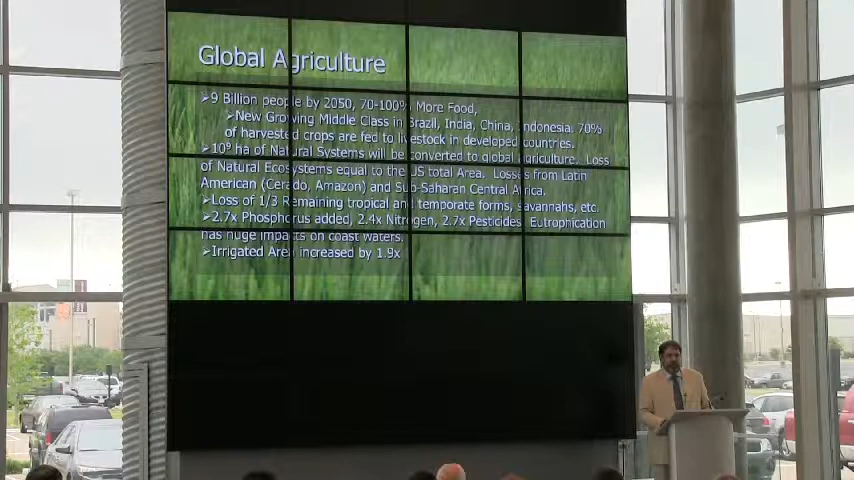 Global Agriculture
➢9 Billion people by 2050, 70-100% More Food,
➢New Growing Middle Class in Brazil, India, China, Indonesia. 70%
of harvested crops are fed to livestock in developed countries.
➢10⁹ ha of Natural Systems will be converted to global agriculture. Loss
of Natural Ecosystems equal to the US total Area. Losses from Latin
American (Cerado, Amazon) and Sub-Saharan Central Africa.
➢Loss of 1/3 Remaining tropical and temporate forms, savannahs, etc.
➢2.7x Phosphorus added, 2.4x Nitrogen, 2.7x Pesticides. Eutrophication
has huge impacts on coast waters.
➢Irrigated Area increased by 1.9x